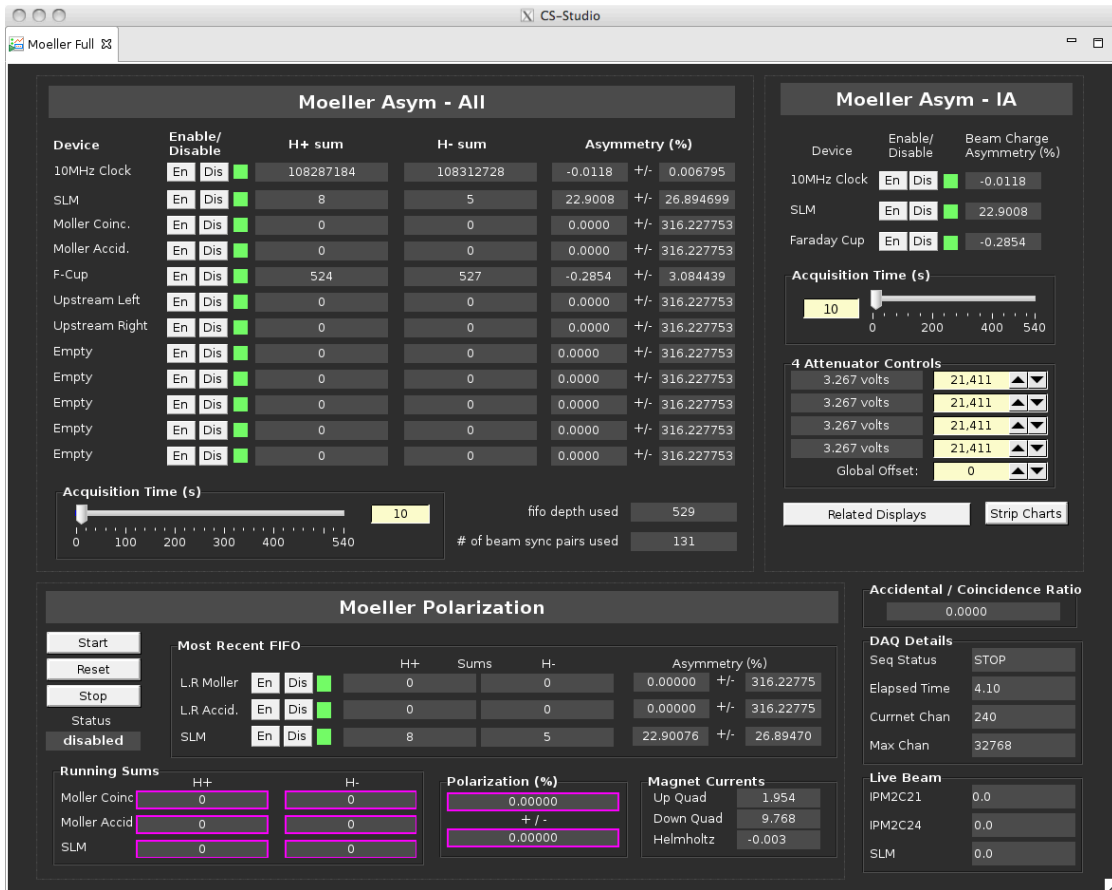 CS-Studio
Moeller Full
Moeller Asym - All
Device Enable/ Disable H+ sum H- sum Asymmetry (%)
10MHz Clock En Dis 108287184 108312728 -0.0118 +/- 0.006795
SLM En Dis 8 5 22.9008 +/- 26.894699
Moller Coinc. En Dis 0 0 0.0000 +/- 316.227753
Moller Accid. En Dis 0 0 0.0000 +/- 316.227753
F-Cup En Dis 524 527 -0.2854 +/- 3.084439
Upstream Left En Dis 0 0 0.0000 +/- 316.227753
Upstream Right En Dis 0 0 0.0000 +/- 316.227753
Empty En Dis 0 0 0.0000 +/- 316.227753
Empty En Dis 0 0 0.0000 +/- 316.227753
Empty En Dis 0 0 0.0000 +/- 316.227753
Empty En Dis 0 0 0.0000 +/- 316.227753
Empty En Dis 0 0 0.0000 +/- 316.227753
Acquisition Time (s)
10
0 100 200 300 400 540
fifo depth used 529
# of beam sync pairs used 131
Moeller Asym - IA
Device Enable/ Disable Beam Charge Asymmetry (%)
10MHz Clock En Dis -0.0118
SLM En Dis 22.9008
Faraday Cup En Dis -0.2854
Acquisition Time (s)
10
0 200 400 540
4 Attenuator Controls
3.267 volts 21,411
3.267 volts 21,411
3.267 volts 21,411
3.267 volts 21,411
Global Offset: 0
Related Displays Strip Charts
Moeller Polarization
Start
Reset
Stop
Status
disabled
Most Recent FIFO
H+ Sums H- Asymmetry (%)
L.R Moller En Dis 0 0 0.00000 +/- 316.22775
L.R Accid. En Dis 0 0 0.00000 +/- 316.22775
SLM En Dis 8 5 22.90076 +/- 26.89470
Running Sums
H+ H-
Moller Coinc 0 0
Moller Accid 0 0
SLM 0 0
Polarization (%)
0.00000
+ / -
0.00000
Magnet Currents
Up Quad 1.954
Down Quad 9.768
Helmholtz -0.003
Accidental / Coincidence Ratio
0.0000
DAQ Details
Seq Status STOP
Elapsed Time 4.10
Currnet Chan 240
Max Chan 32768
Live Beam
IPM2C21 0.0
IPM2C24 0.0
SLM 0.0